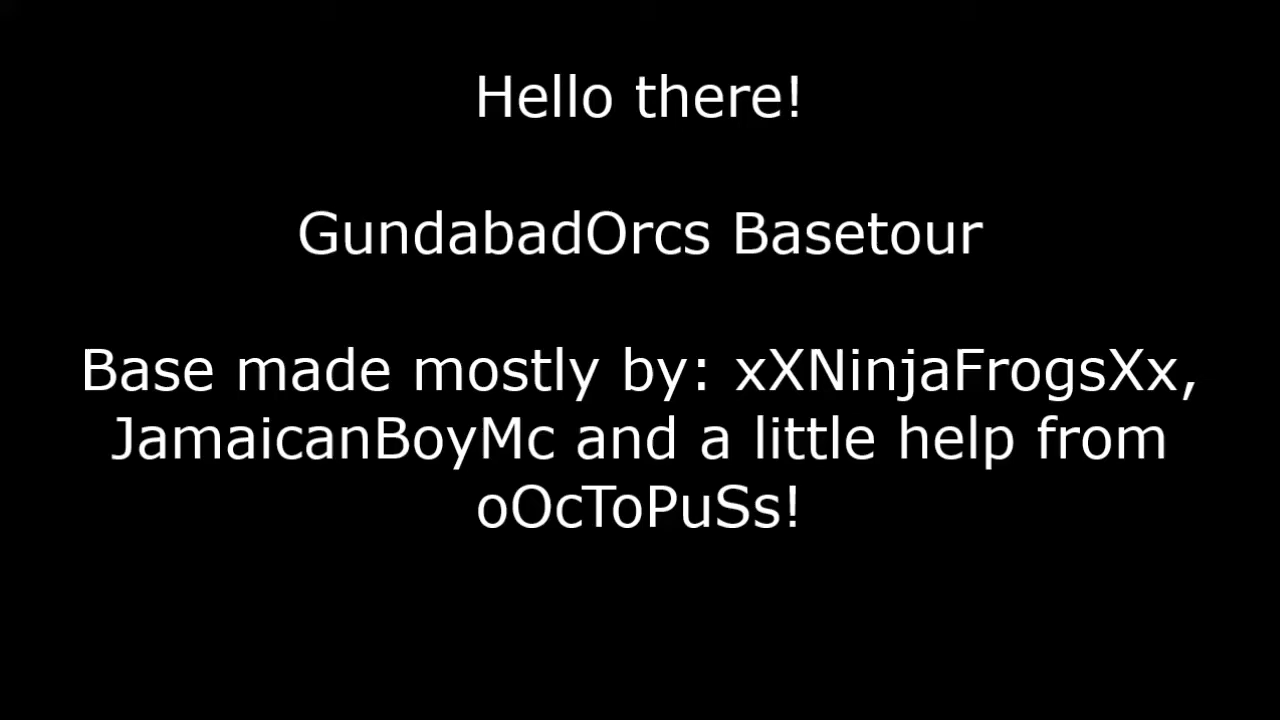 Hello there!
GundabadOrcs Basetour
Base made mostly by: xXNinjaFrogsXx,
JamaicanBoyMc and a little help from
oOcToPuSs!